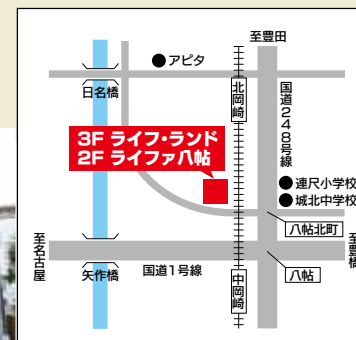 至豊田
アピタ
日名橋
北岡崎
国道248号線
3F ライフ・ランド
2F ライファ八帖
連尺小学校
城北中学校
八帖北町
至名古屋
矢作橋
国道1号線
中岡崎
八帖
至豊橋